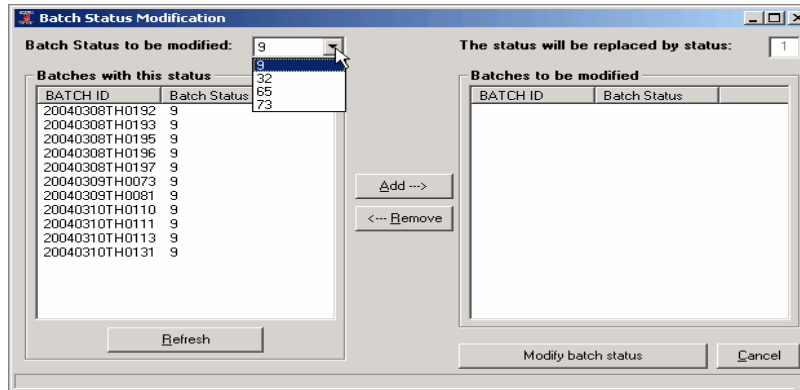 Batch Status Modification
Batch Status to be modified: 9
The status will be replaced by status: 1
9
32
65
73
Batches with this status
BATCH ID Batch Status
20040308TH0192 9
20040308TH0193 9
20040308TH0195 9
20040308TH0196 9
20040308TH0197 9
20040309TH0073 9
20040309TH0081 9
20040310TH0110 9
20040310TH0111 9
20040310TH0113 9
20040310TH0131 9
Refresh
Add --->
<--- Remove
Batches to be modified
BATCH ID Batch Status
Modify batch status
Cancel